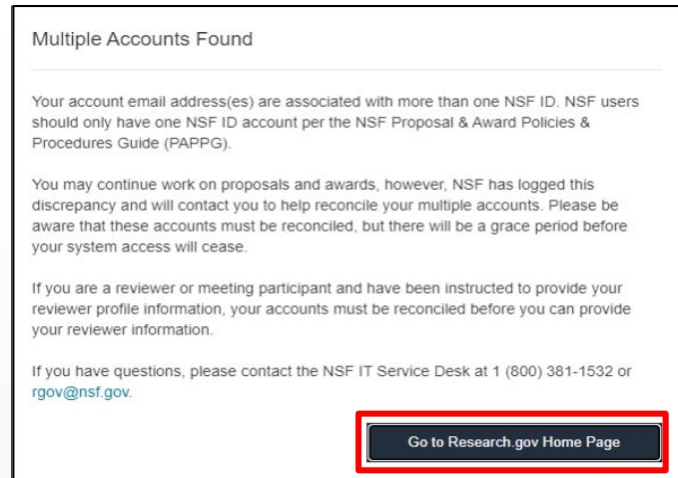 Multiple Accounts Found
Your account email address(es) are associated with more than one NSF ID. NSF users
should only have one NSF ID account per the NSF Proposal & Award Policies &
Procedures Guide (PAPPG).
You may continue work on proposals and awards, however, NSF has logged this
discrepancy and will contact you to help reconcile your multiple accounts. Please be
aware that these accounts must be reconciled, but there will be a grace period before
your system access will cease.
If you are a reviewer or meeting participant and have been instructed to provide your
reviewer profile information, your accounts must be reconciled before you can provide
your reviewer information.
If you have questions, please contact the NSF IT Service Desk at 1 (800) 381-1532 or
rgov@nsf.gov.
Go to Research.gov Home Page